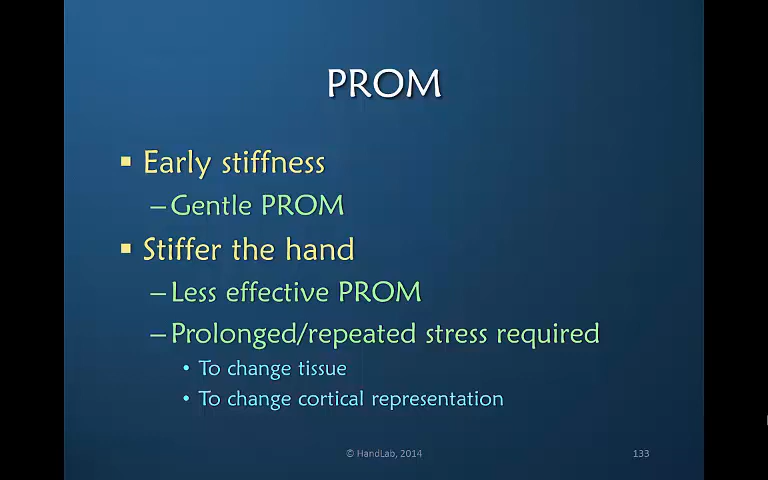 PROM
▪ Early stiffness
– Gentle PROM
▪ Stiffer the hand
– Less effective PROM
– Prolonged/repeated stress required
• To change tissue
• To change cortical representation
© HandLab, 2014
133